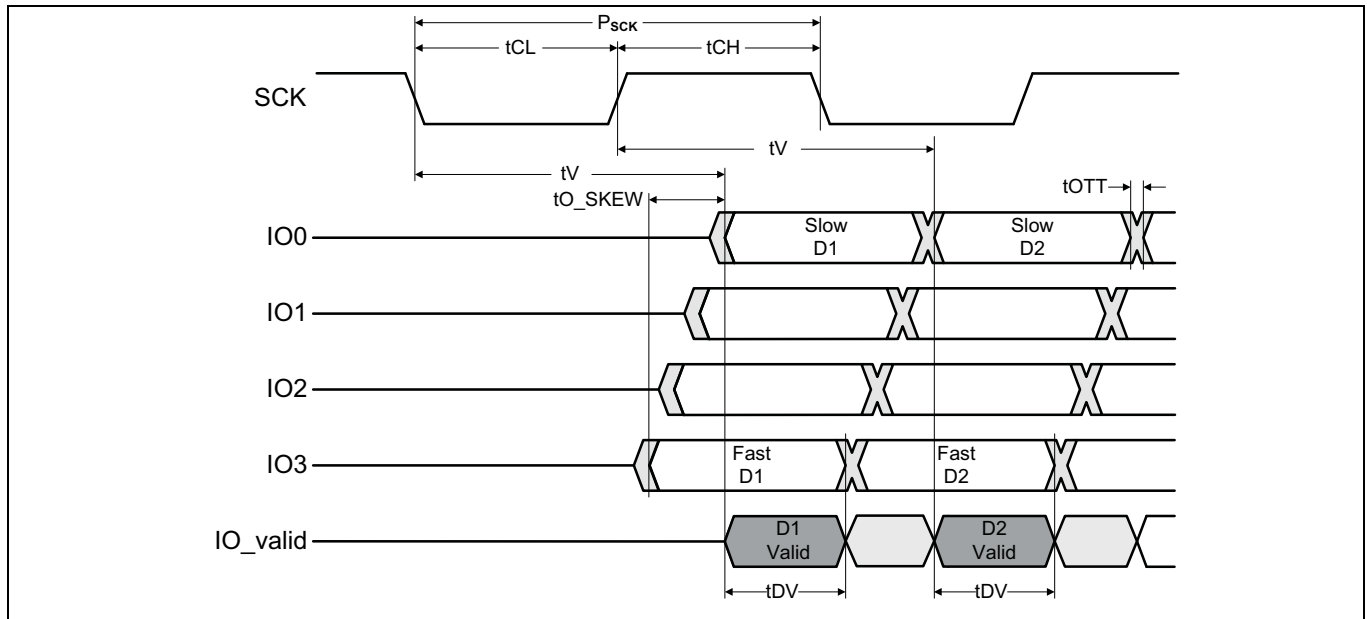 PSCK
tCL
tCH
SCK
tV
tV
tO_SKEW
tOTT
IO0
Slow
D1
Slow
D2
IO1
IO2
IO3
Fast
D1
Fast
D2
IO_valid
D1
Valid
D2
Valid
tDV
tDV